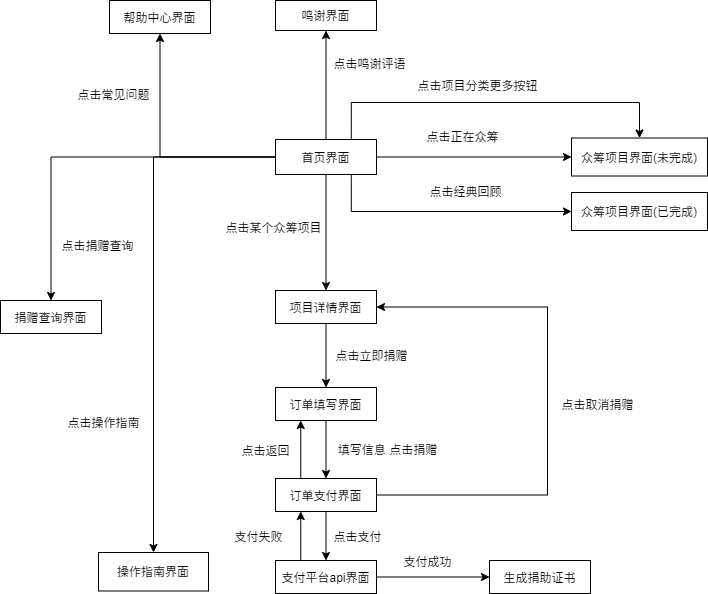 帮助中心界面
鸣谢界面
点击鸣谢评语
点击项目分类更多按钮
点击常见问题
点击正在众筹
首页界面
众筹项目界面(未完成)
点击经典回顾
众筹项目界面(已完成)
点击某个众筹项目
点击捐赠查询
项目详情界面
捐赠查询界面
点击立即捐赠
订单填写界面
点击取消捐赠
点击操作指南
点击返回
填写信息 点击捐赠
订单支付界面
支付失败
点击支付
支付成功
操作指南界面
支付平台api界面
生成捐助证书